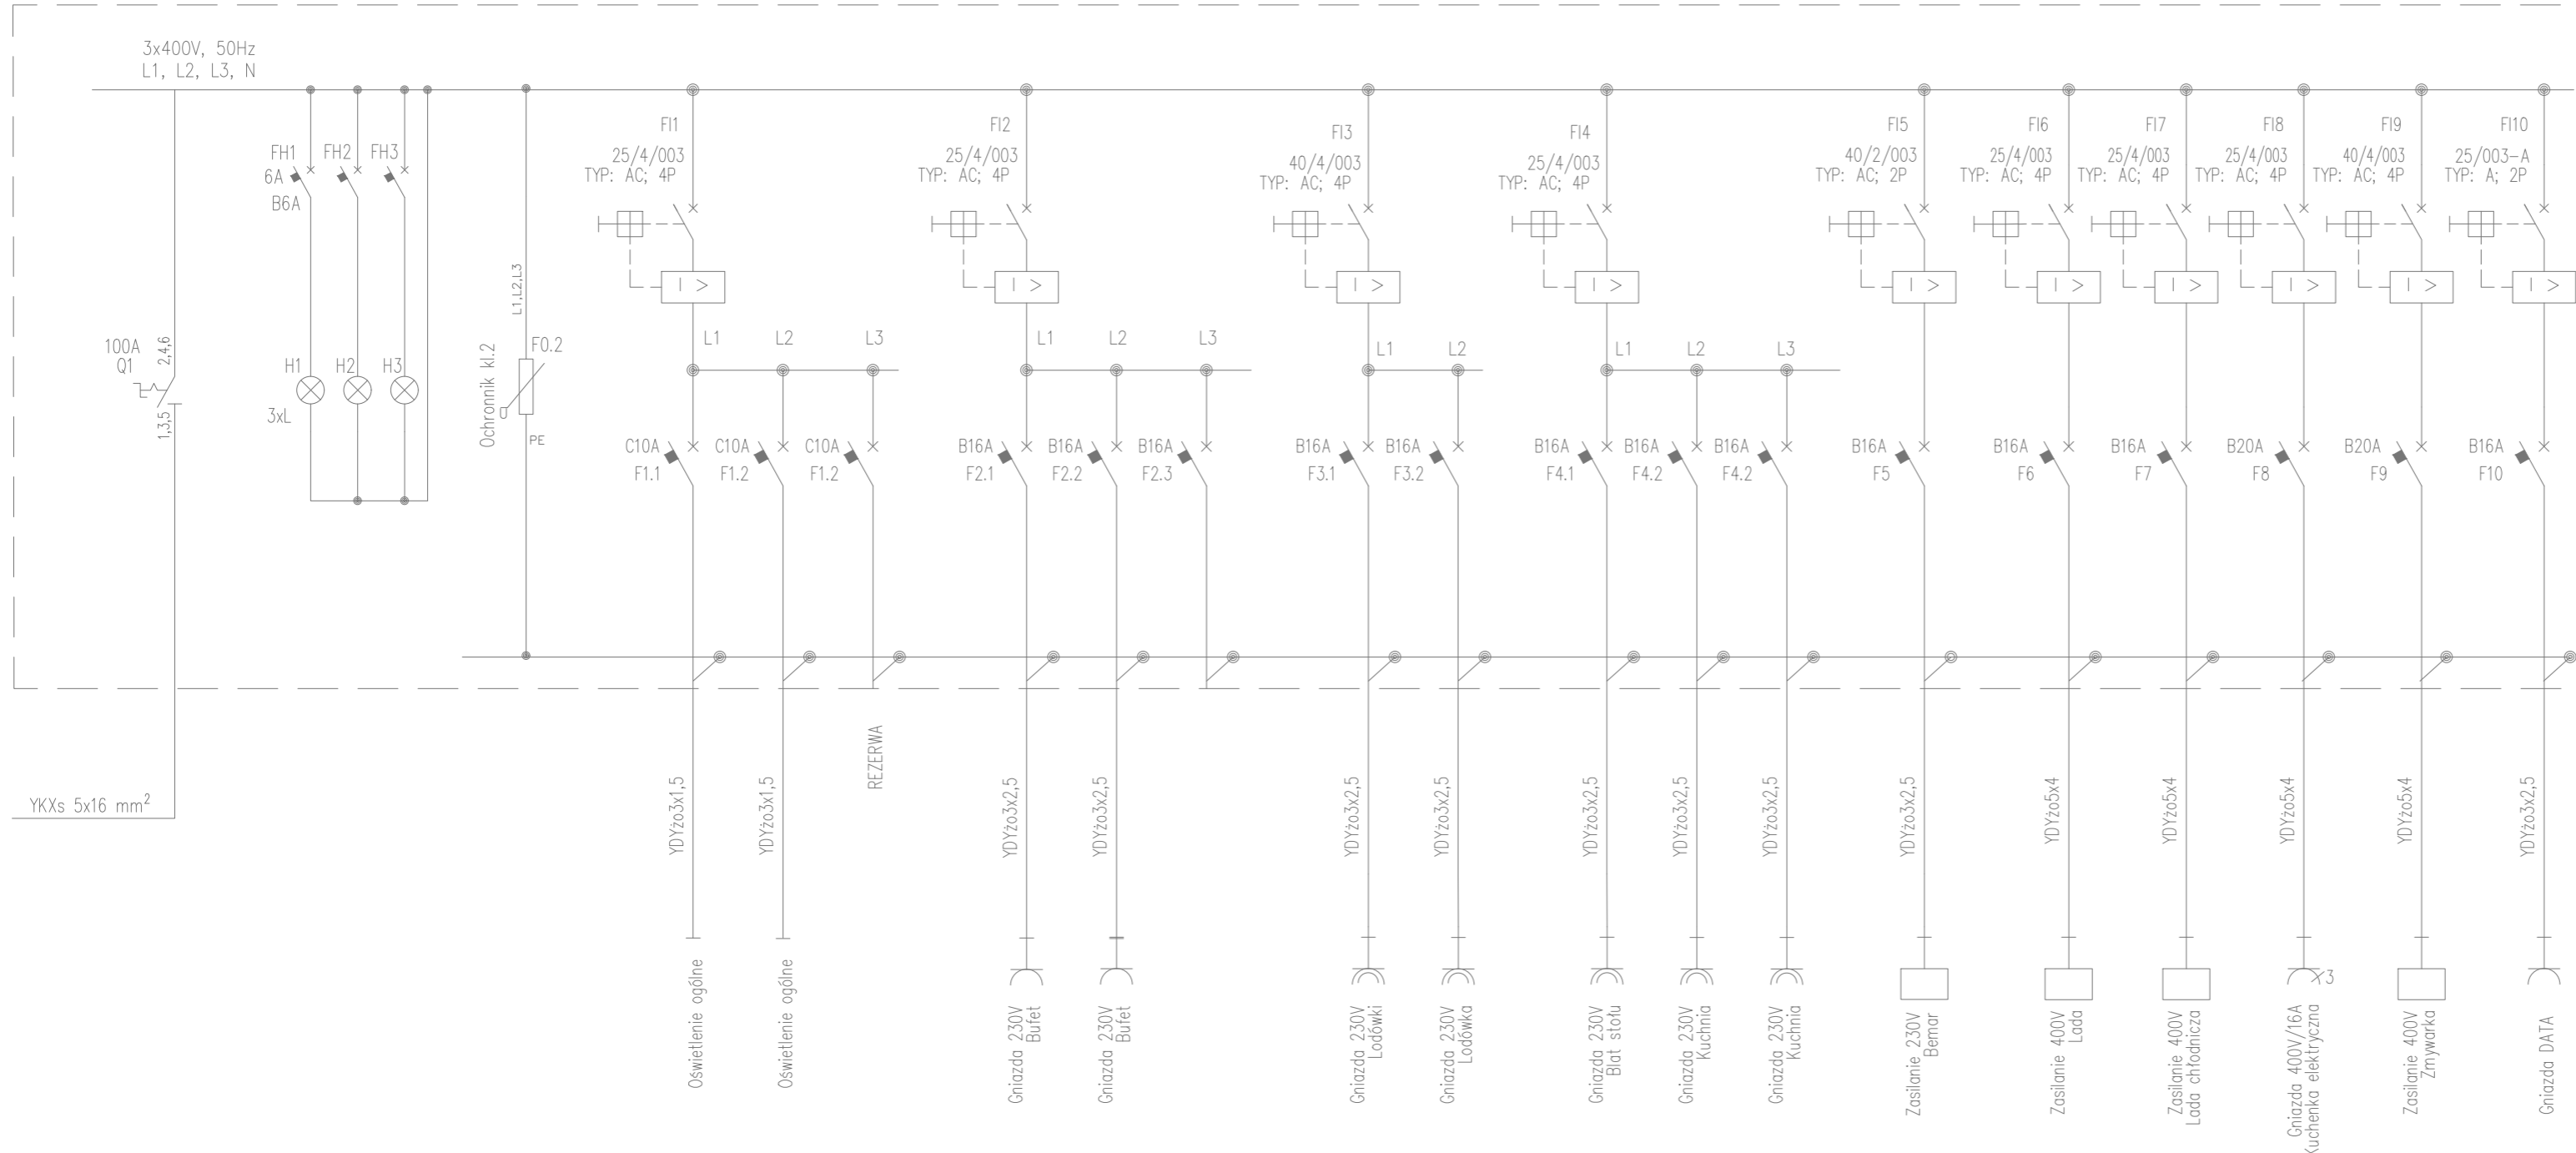 3x400V, 50Hz
L1, L2, L3, N
FH1
6A
B6A
FH2
FH3
100A
Q1
2,4,6
1,3,5
H1
H2
H3
3xL
L1,L2,L3
Ochronnik kl.2
F0.2
U
PE
FI1
25/4/003
TYP: AC; 4P
I >
L1
L2
L3
C10A
F1.1
C10A
F1.2
C10A
F1.2
FI2
25/4/003
TYP: AC; 4P
I >
L1
L2
L3
B16A
F2.1
B16A
F2.2
B16A
F2.3
FI3
40/4/003
TYP: AC; 4P
I >
L1
L2
B16A
F3.1
B16A
F3.2
FI4
25/4/003
TYP: AC; 4P
I >
L1
L2
L3
B16A
F4.1
B16A
F4.2
B16A
F4.2
FI5
40/2/003
TYP: AC; 2P
I >
B16A
F5
FI6
25/4/003
TYP: AC; 4P
I >
B16A
F6
FI7
25/4/003
TYP: AC; 4P
I >
B16A
F7
FI8
25/4/003
TYP: AC; 4P
I >
B20A
F8
FI9
40/4/003
TYP: AC; 4P
I >
B20A
F9
FI10
25/003-A
TYP: A; 2P
I >
B16A
F10
YKXs 5x16 mm²
YDYżo3x1,5
YDYżo3x1,5
REZERWA
YDYżo3x2,5
YDYżo3x2,5
YDYżo3x2,5
YDYżo3x2,5
YDYżo3x2,5
YDYżo3x2,5
YDYżo3x2,5
YDYżo3x2,5
YDYżo5x4
YDYżo5x4
YDYżo5x4
YDYżo5x4
YDYżo3x2,5
3
Oświetlenie ogólne
Oświetlenie ogólne
Gniazda 230V
Bufet
Gniazda 230V
Bufet
Gniazda 230V
Lodówki
Gniazda 230V
Lodówka
Gniazda 230V
Blat stołu
Gniazda 230V
Kuchnia
Gniazda 230V
Kuchnia
Zasilanie 230V
Bemar
Zasilanie 400V
Lada
Zasilanie 400V
Lada chłodnicza
Gniazda 400V/16A
Kuchenka elektryczna
Zasilanie 400V
Zmywarka
Gniazda DATA